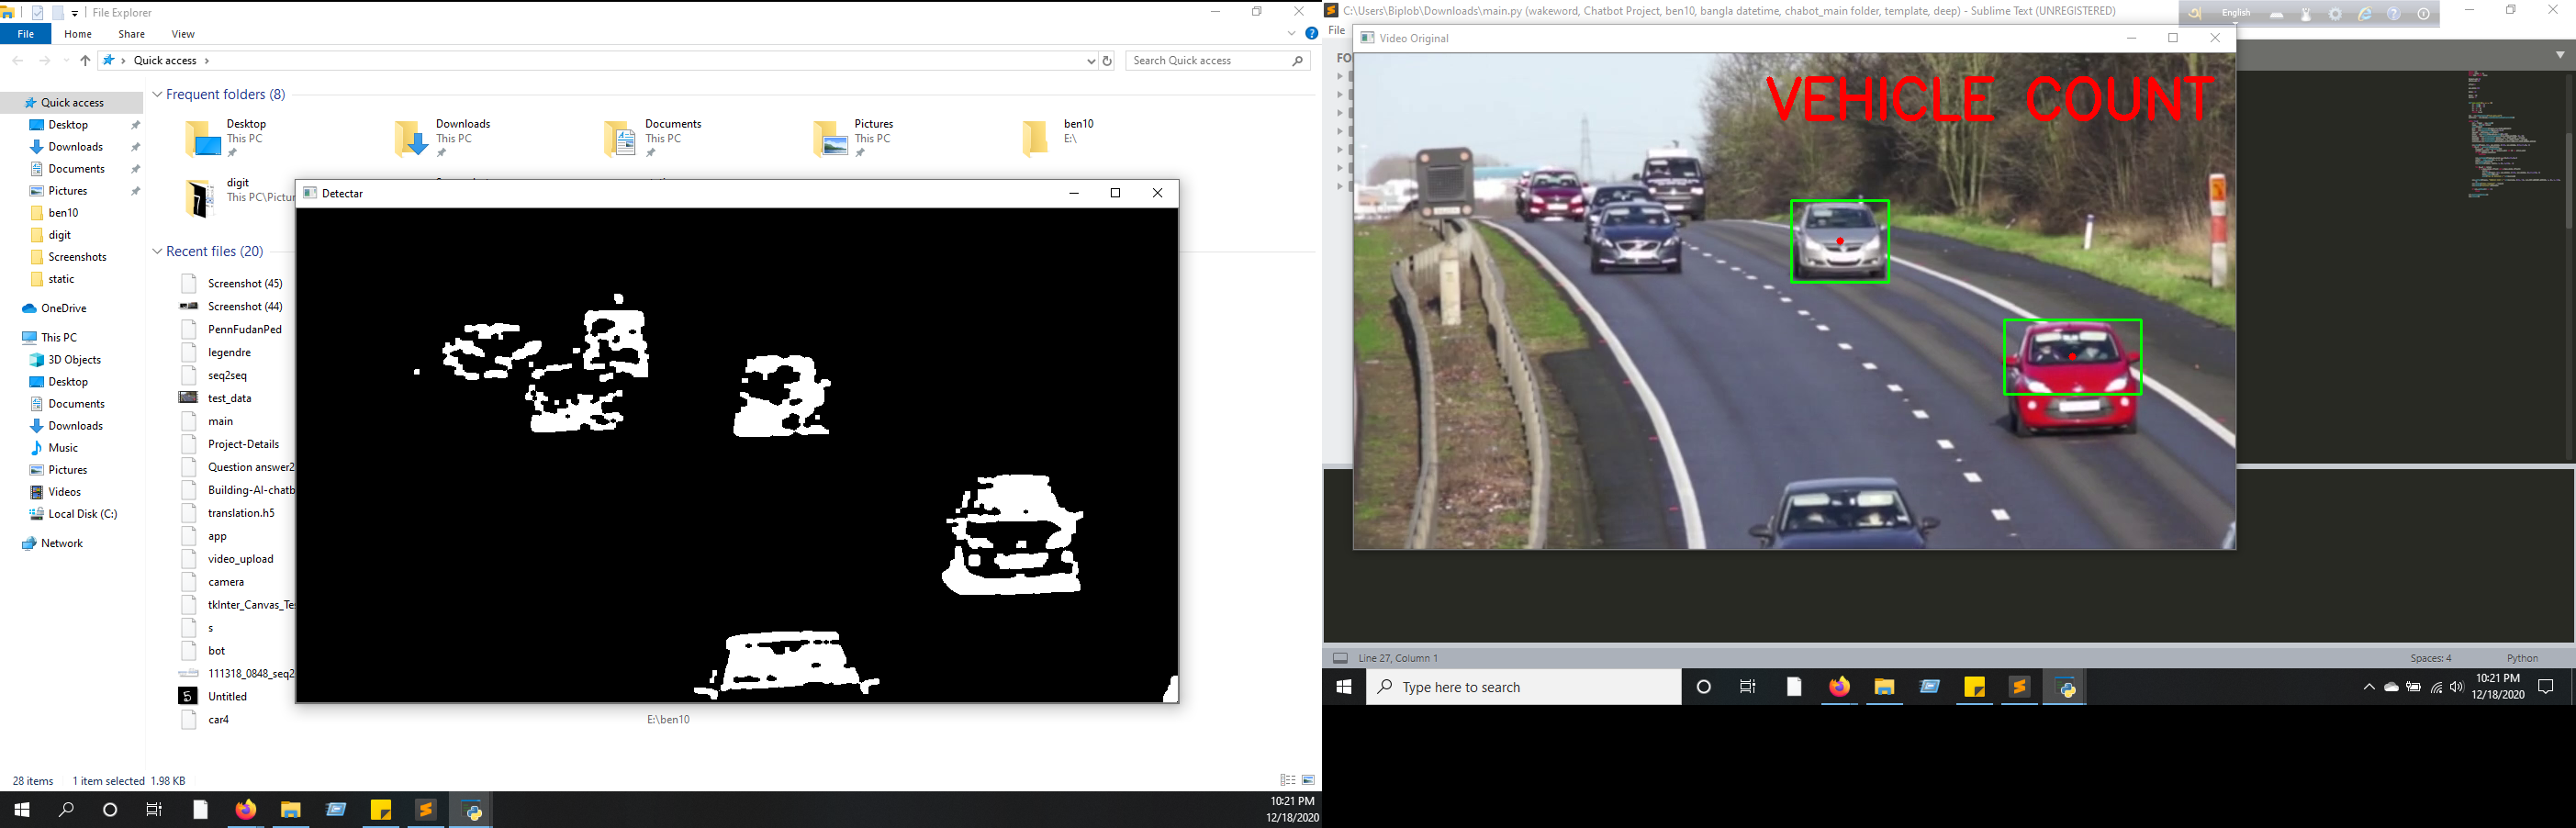 File Explorer
File Home Share View
Quick access
Search Quick access
Quick access
Desktop
Downloads
Documents
Pictures
ben10
digit
Screenshots
static
OneDrive
This PC
3D Objects
Desktop
Documents
Downloads
Music
Pictures
Videos
Local Disk (C:)
Network
Frequent folders (8)
Desktop
This PC
Downloads
This PC
Documents
This PC
Pictures
This PC
ben10
E:\
digit
This PC\Pictur
Recent files (20)
Screenshot (45)
Screenshot (44)
PennFudanPed
legendre
seq2seq
test_data
main
Project-Details
Question answer2
Building-AI-chatb
translation.h5
app
video_upload
camera
tkInter_Canvas_Te
s
bot
111318_0848_seq2
Untitled
car4
E:\ben10
Detectar
28 items 1 item selected 1.98 KB
10:21 PM
12/18/2020
C:\Users\Biplob\Downloads\main.py (wakeword, Chatbot Project, ben10, bangla datetime, chabot_main folder, template, deep) - Sublime Text (UNREGISTERED)
English
File
FO
Video Original
VEHICLE COUNT
Line 27, Column 1
Spaces: 4
Python
Type here to search
10:21 PM
12/18/2020